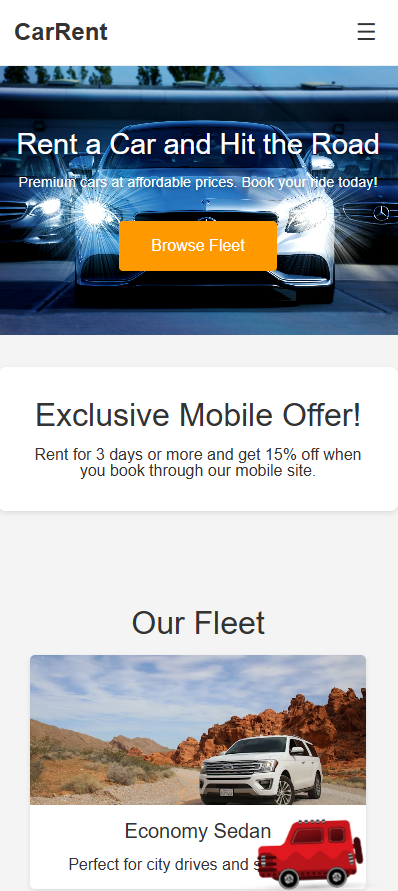 CarRent
Rent a Car and Hit the Road
Premium cars at affordable prices. Book your ride today!
Browse Fleet
Exclusive Mobile Offer!
Rent for 3 days or more and get 15% off when
you book through our mobile site.
Our Fleet
Economy Sedan
Perfect for city drives and